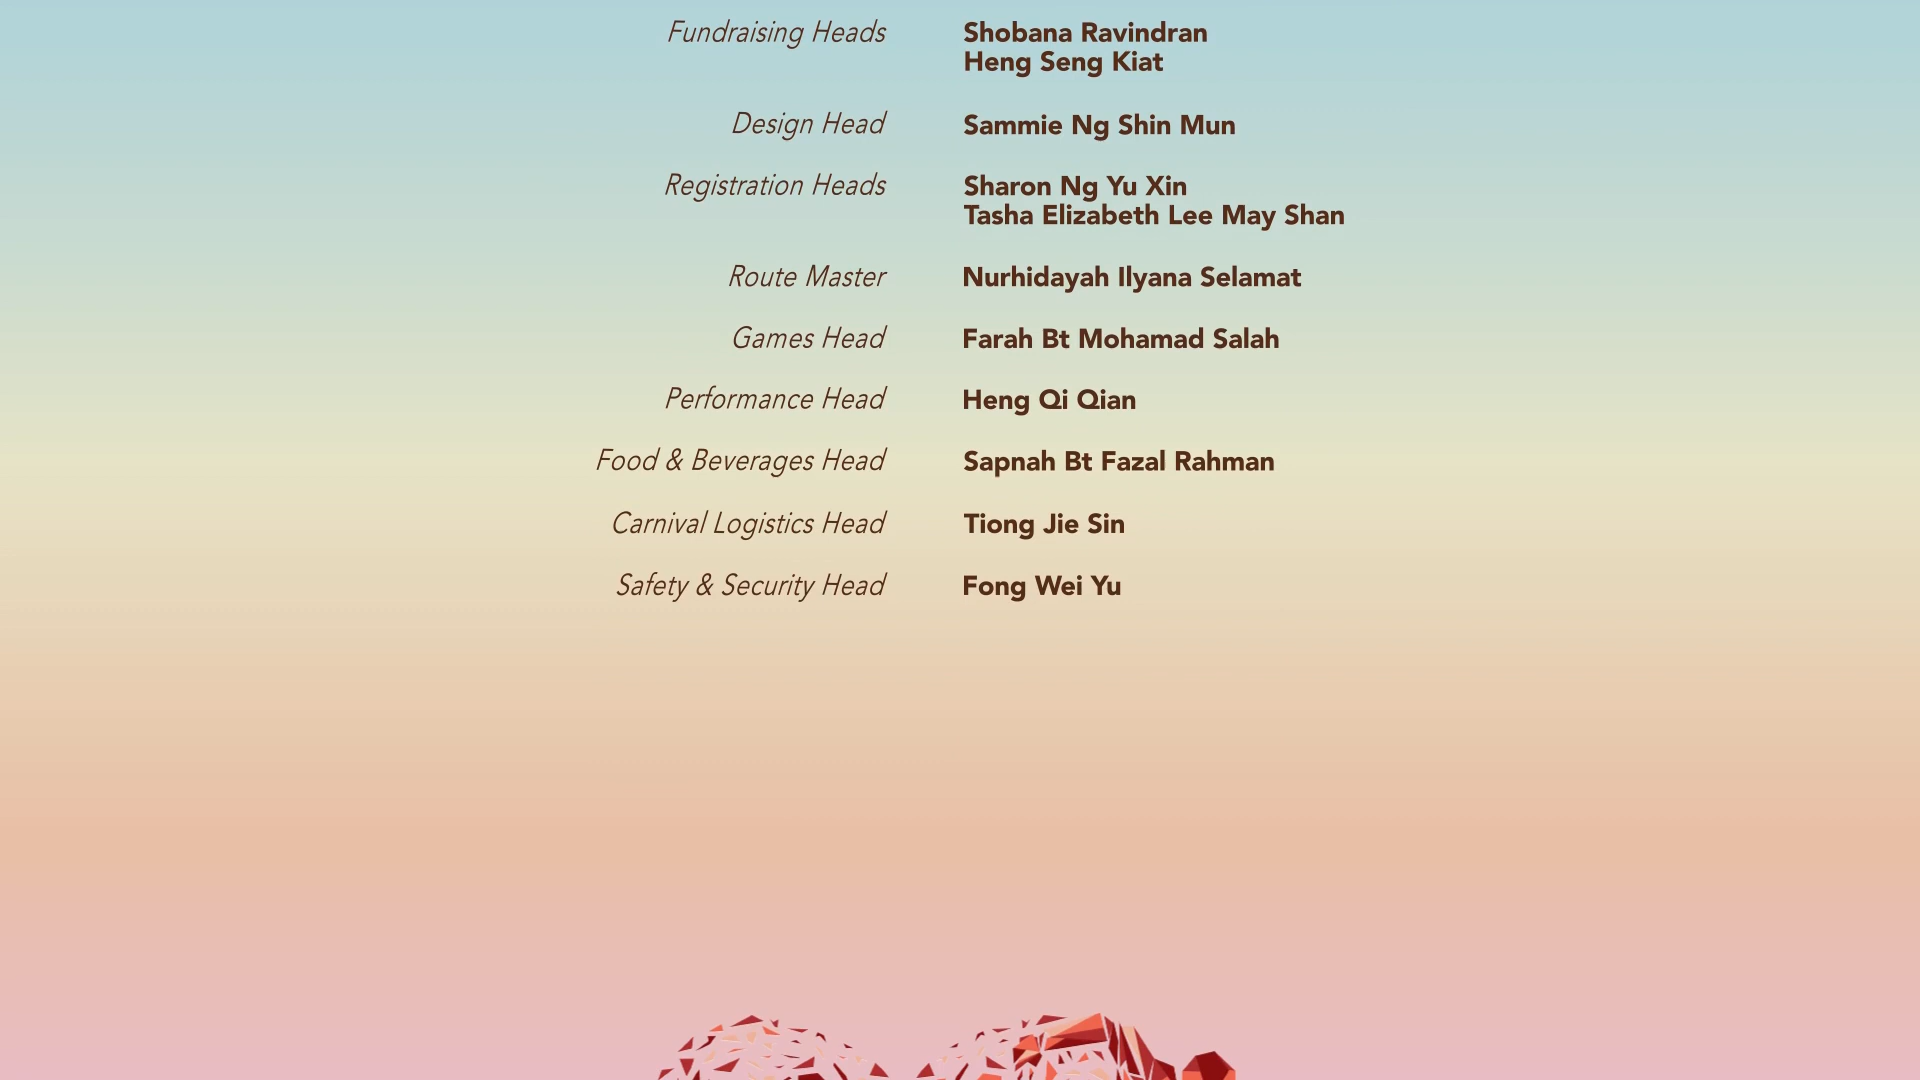 Fundraising Heads Shobana Ravindran
Heng Seng Kiat
Design Head Sammie Ng Shin Mun
Registration Heads Sharon Ng Yu Xin
Tasha Elizabeth Lee May Shan
Route Master Nurhidayah Ilyana Selamat
Games Head Farah Bt Mohamad Salah
Performance Head Heng Qi Qian
Food & Beverages Head Sapnah Bt Fazal Rahman
Carnival Logistics Head Tiong Jie Sin
Safety & Security Head Fong Wei Yu